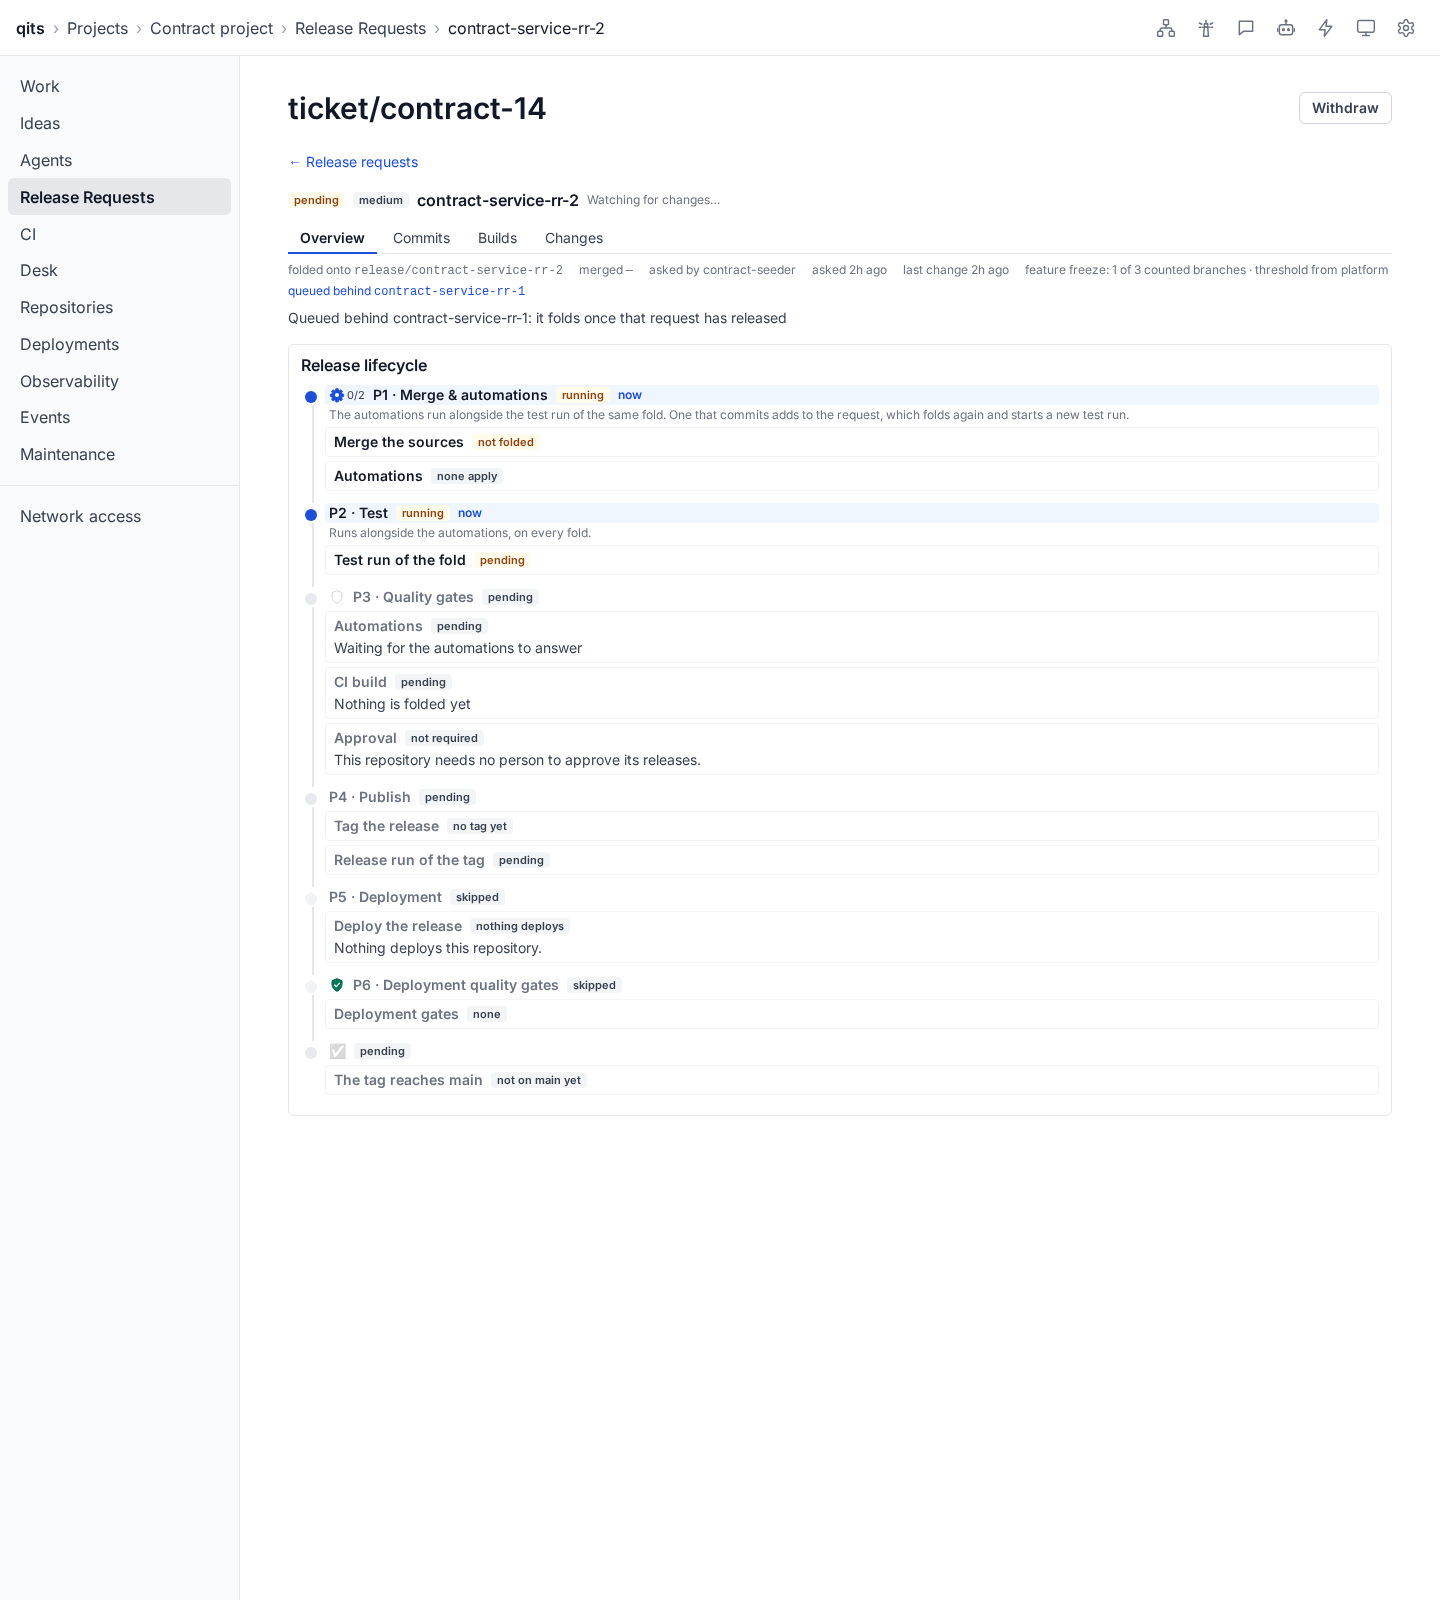 qits › Projects › Contract project › Release Requests › contract-service-rr-2
Work
Ideas
Agents
Release Requests
CI
Desk
Repositories
Deployments
Observability
Events
Maintenance
Network access
ticket/contract-14
Withdraw
← Release requests
pending medium contract-service-rr-2 Watching for changes...
Overview Commits Builds Changes
folded onto release/contract-service-rr-2 merged — asked by contract-seeder asked 2h ago last change 2h ago feature freeze: 1 of 3 counted branches · threshold from platform
queued behind contract-service-rr-1
Queued behind contract-service-rr-1: it folds once that request has released
Release lifecycle
0/2 P1 · Merge & automations running now
The automations run alongside the test run of the same fold. One that commits adds to the request, which folds again and starts a new test run.
Merge the sources not folded
Automations none apply
P2 · Test running now
Runs alongside the automations, on every fold.
Test run of the fold pending
P3 · Quality gates pending
Automations pending
Waiting for the automations to answer
CI build pending
Nothing is folded yet
Approval not required
This repository needs no person to approve its releases.
P4 · Publish pending
Tag the release no tag yet
Release run of the tag pending
P5 · Deployment skipped
Deploy the release nothing deploys
Nothing deploys this repository.
P6 · Deployment quality gates skipped
Deployment gates none
pending
The tag reaches main not on main yet